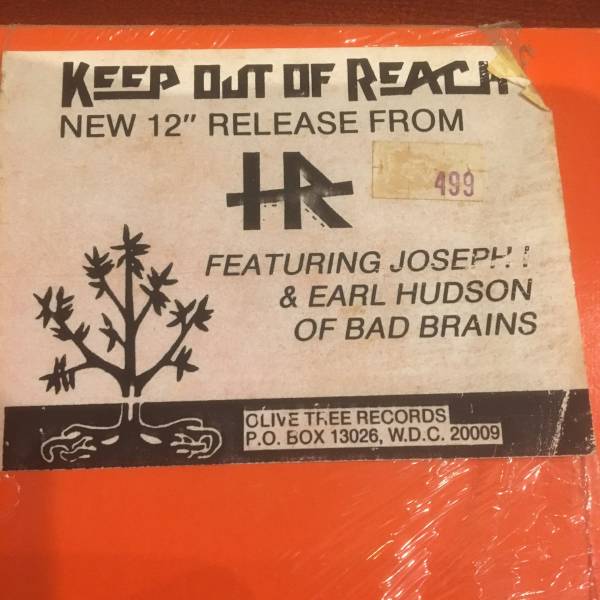 KEEP OUT OF REACH
NEW 12" RELEASE FROM
HR
499
FEATURING JOSEPH I
& EARL HUDSON
OF BAD BRAINS
OLIVE TREE RECORDS
P.O. BOX 13026, W.D.C. 20009